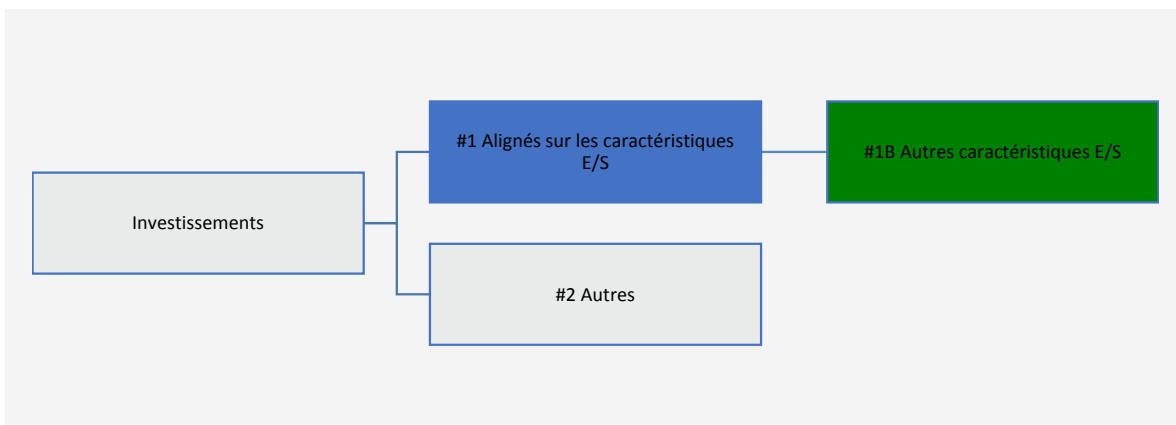 #1 Alignés sur les caractéristiques
E/S
#1B Autres caractéristiques E/S
Investissements
#2 Autres